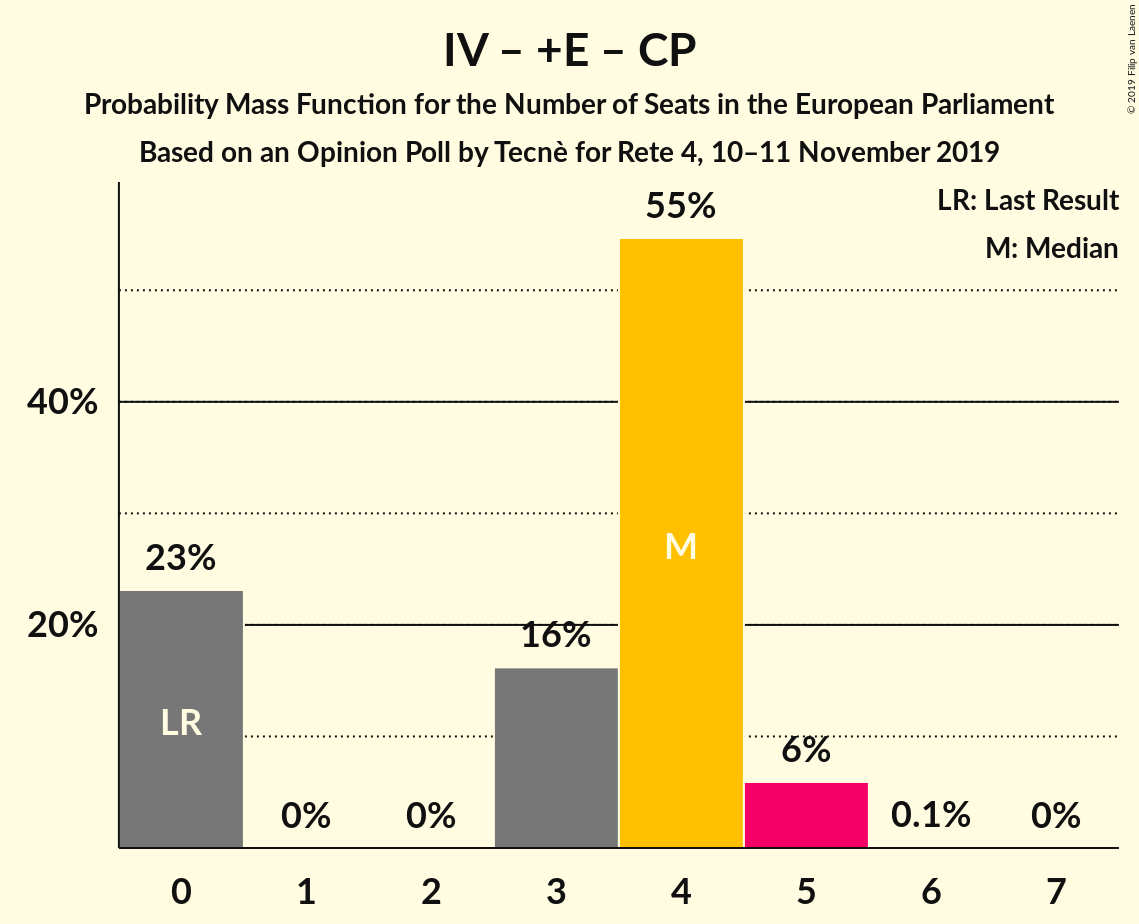 IV – +E – CP
Probability Mass Function for the Number of Seats in the European Parliament
Based on an Opinion Poll by Tecnè for Rete 4, 10–11 November 2019
© 2019 Filip van Laenen
LR: Last Result
M: Median
55%
40%
M
23%
20%
16%
LR
6%
0%
0%
0.1%
0%
0 1 2 3 4 5 6 7